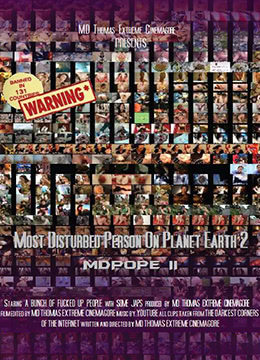 MD Thomas Extreme Cinemagore
Presents
BANNED
IN
131
COUNTRIES
WARNING*
Most Disturbed Person On Planet Earth 2
MDPOPE II
Staring A BUNCH OF FUCKED UP PEOPLE WITH SOME JAPS PRODUCED BY MD THOMAS EXTREME CINEMAGORE
FILM EDITED BY MD THOMAS EXTREME CINEMAGORE MUSIC BY YOUTUBE ALL CLIPS TAKEN FROM THE DARKEST CORNERS
OF THE INTERNET WRITTEN AND DIRECTED BY MD THOMAS EXTREME CINEMAGORE